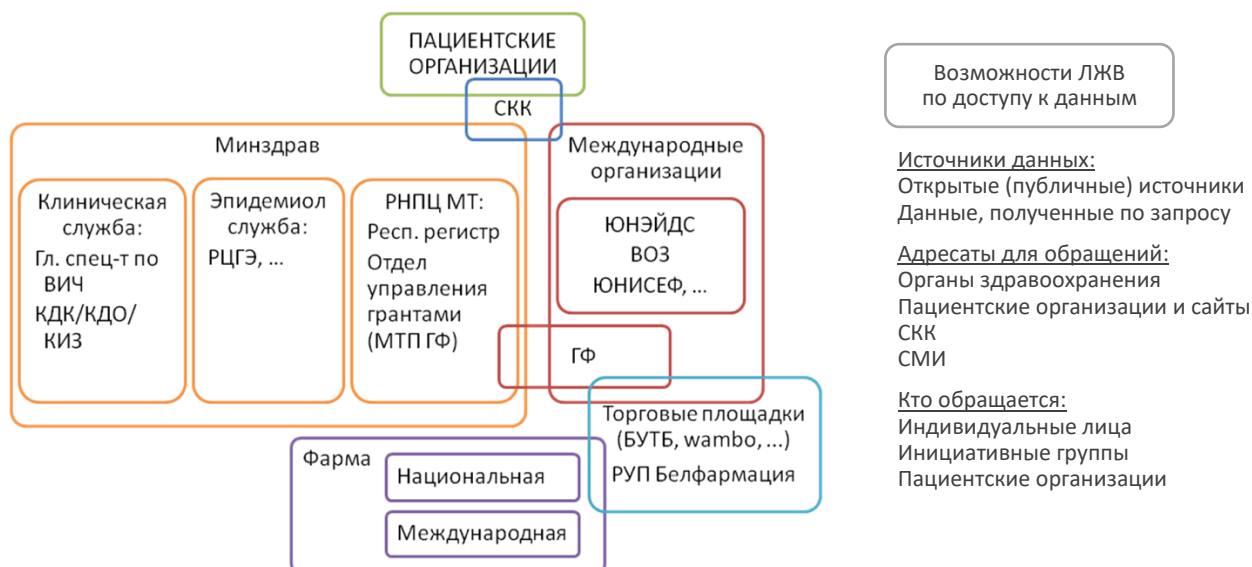 ПАЦИЕНТСКИЕ
ОРГАНИЗАЦИИ
СКК
Минздрав
Клиническая
служба:
Гл. спец-т по
ВИЧ
КДК/КДО/
КИЗ
Эпидемиол
служба:
РЦГЭ, ...
РНПЦ МТ:
Респ. регистр
Отдел
управления
грантами
(МТП ГФ)
Международные
организации
ЮНЭЙДС
ВОЗ
ЮНИСЕФ, ...
ГФ
Торговые площадки
(БУТБ, wambo, ...)
РУП Белфармация
Фарма
Национальная
Международная
Возможности ЛЖВ
по доступу к данным
Источники данных:
Открытые (публичные) источники
Данные, полученные по запросу
Адресаты для обращений:
Органы здравоохранения
Пациентские организации и сайты
СКК
СМИ
Кто обращается:
Индивидуальные лица
Инициативные группы
Пациентские организации